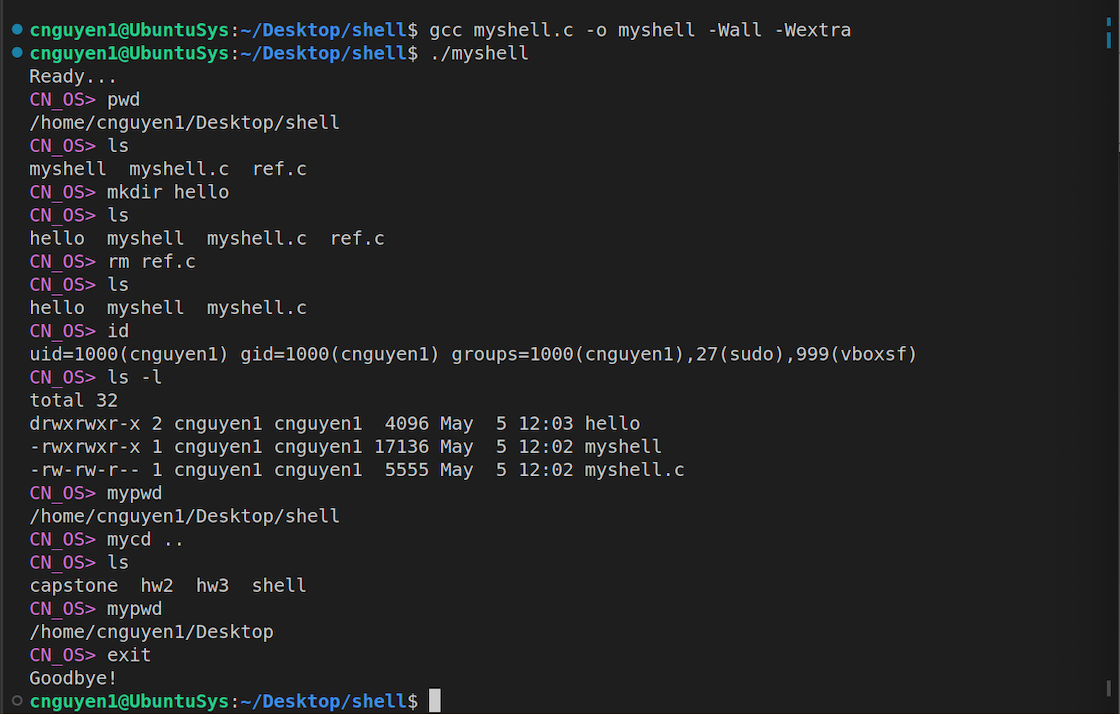 cnguyen1@UbuntuSys:~/Desktop/shell$ gcc myshell.c -o myshell -Wall -Wextra
cnguyen1@UbuntuSys:~/Desktop/shell$ ./myshell
Ready...
CN_OS> pwd
/home/cnguyen1/Desktop/shell
CN_OS> ls
myshell  myshell.c  ref.c
CN_OS> mkdir hello
CN_OS> ls
hello  myshell  myshell.c  ref.c
CN_OS> rm ref.c
CN_OS> ls
hello  myshell  myshell.c
CN_OS> id
uid=1000(cnguyen1) gid=1000(cnguyen1) groups=1000(cnguyen1),27(sudo),999(vboxsf)
CN_OS> ls -l
total 32
drwxrwxr-x 2 cnguyen1 cnguyen1  4096 May  5 12:03 hello
-rwxrwxr-x 1 cnguyen1 cnguyen1 17136 May  5 12:02 myshell
-rw-rw-r-- 1 cnguyen1 cnguyen1  5555 May  5 12:02 myshell.c
CN_OS> mypwd
/home/cnguyen1/Desktop/shell
CN_OS> mycd ..
CN_OS> ls
capstone  hw2  hw3  shell
CN_OS> mypwd
/home/cnguyen1/Desktop
CN_OS> exit
Goodbye!
cnguyen1@UbuntuSys:~/Desktop/shell$